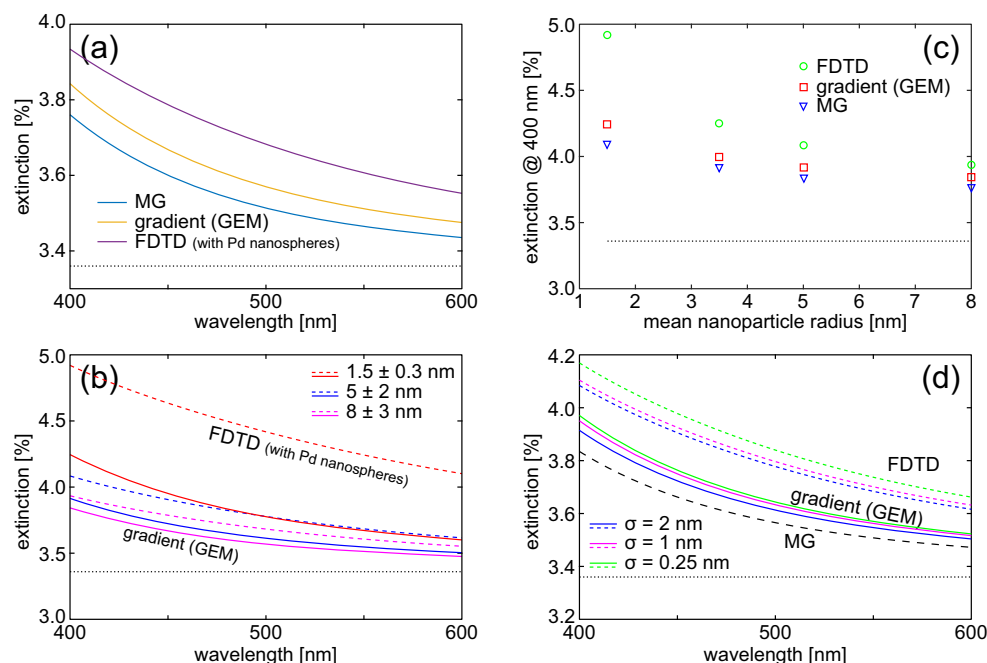 (a)
4.0
3.8
3.6
3.4
extinction [%]
MG
gradient (GEM)
FDTD (with Pd nanospheres)
400
500
600
wavelength [nm]
(c)
5.0
4.5
4.0
3.5
3.0
extinction @ 400 nm [%]
FDTD
gradient (GEM)
MG
1
2
3
4
5
6
7
8
mean nanoparticle radius [nm]
(b)
5.0
4.5
4.0
3.5
3.0
extinction [%]
1.5 ± 0.3 nm
5 ± 2 nm
8 ± 3 nm
FDTD (with Pd nanospheres)
gradient (GEM)
400
500
600
wavelength [nm]
(d)
4.2
4.0
3.8
3.6
3.4
3.2
extinction [%]
FDTD
gradient (GEM)
MG
σ = 2 nm
σ = 1 nm
σ = 0.25 nm
400
500
600
wavelength [nm]